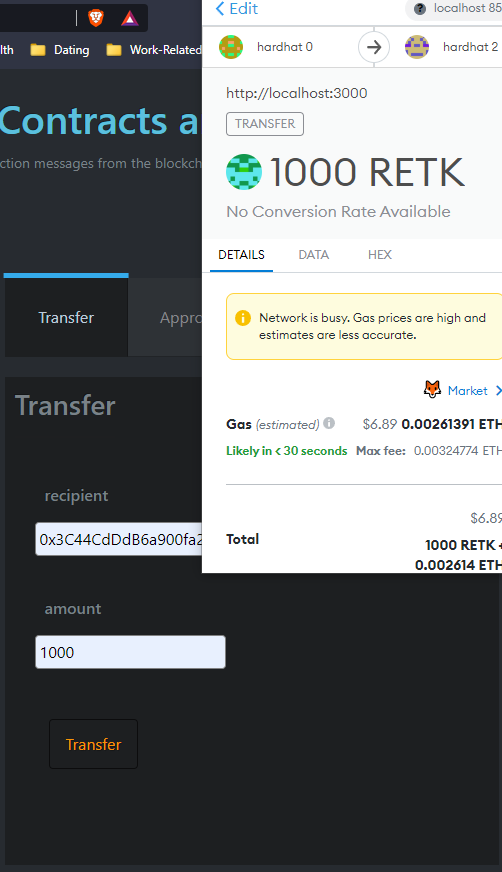 Edit
localhost 85
lth
Dating
Work-Related
hardhat 0
hardhat 2
Contracts a
ction messages from the blockch
http://localhost:3000
TRANSFER
1000 RETK
No Conversion Rate Available
DETAILS
DATA
HEX
Transfer
Appro
Network is busy. Gas prices are high and
estimates are less accurate.
Market
Gas (estimated) $6.89 0.00261391 ETH
Likely in < 30 seconds Max fee: 0.00324774 ETH
$6.89
Total
1000 RETK +
0.002614 ETH
Transfer
recipient
0x3C44CdDdB6a900fa2
amount
1000
Transfer